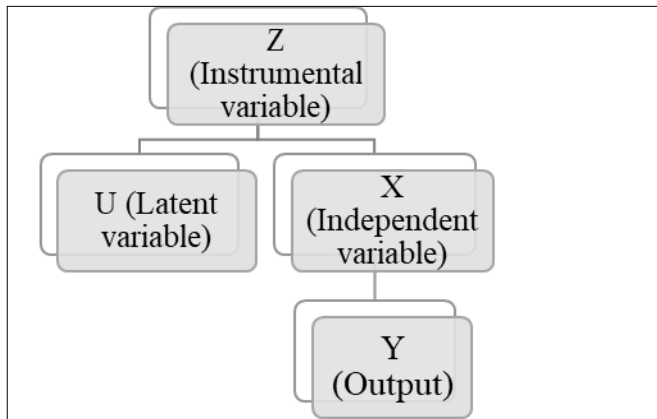 Z
(Instrumental
variable)
U (Latent
variable)
X
(Independent
variable)
Y
(Output)